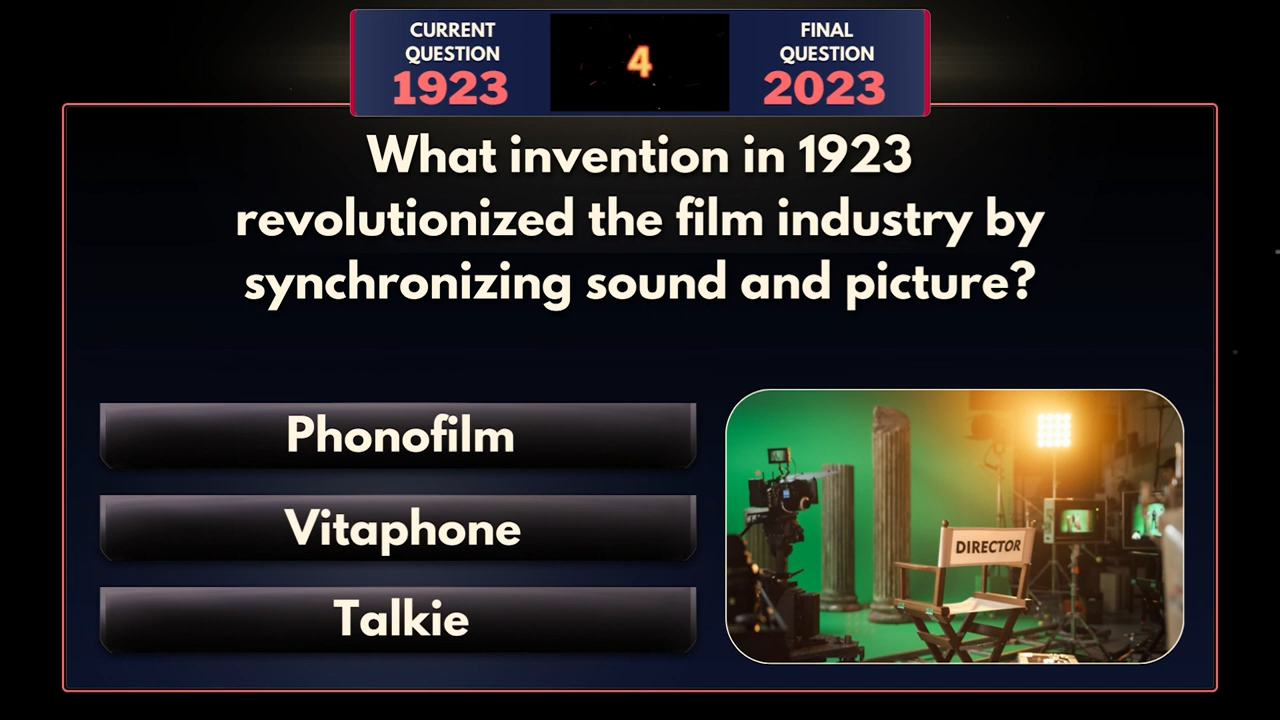 CURRENT
QUESTION
1923
4
FINAL
QUESTION
2023
What invention in 1923
revolutionized the film industry by
synchronizing sound and picture?
Phonofilm
Vitaphone
Talkie
DIRECTOR